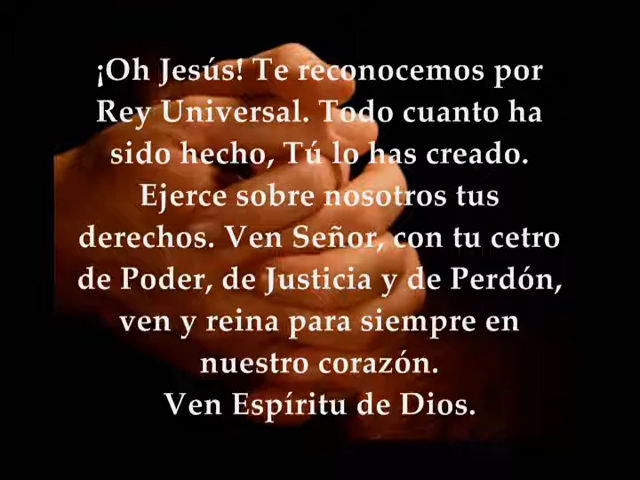 ¡Oh Jesús! Te reconocemos por
Rey Universal. Todo cuanto ha
sido hecho, Tú lo has creado.
Ejerce sobre nosotros tus
derechos. Ven Señor, con tu cetro
de Poder, de Justicia y de Perdón,
ven y reina para siempre en
nuestro corazón.
Ven Espíritu de Dios.